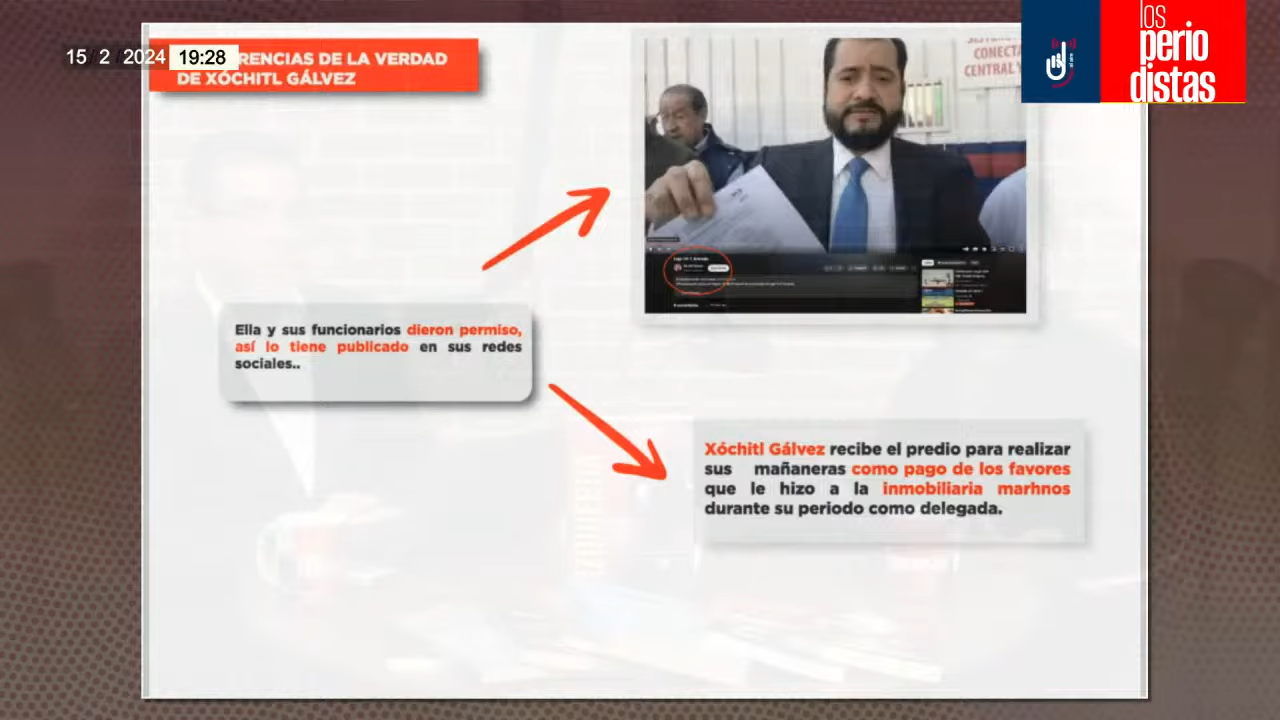 15 2 2024 19:28
RENCIAS DE LA VERDAD
DE XÓCHITL GÁLVEZ
los
perio
distas
CONECTA
CENTRAL
Ella y sus funcionarios dieron permiso,
así lo tiene publicado en sus redes
sociales..
Xóchitl Gálvez recibe el predio para realizar
sus mañaneras como pago de los favores
que le hizo a la inmobiliaria marhnos
durante su periodo como delegada.